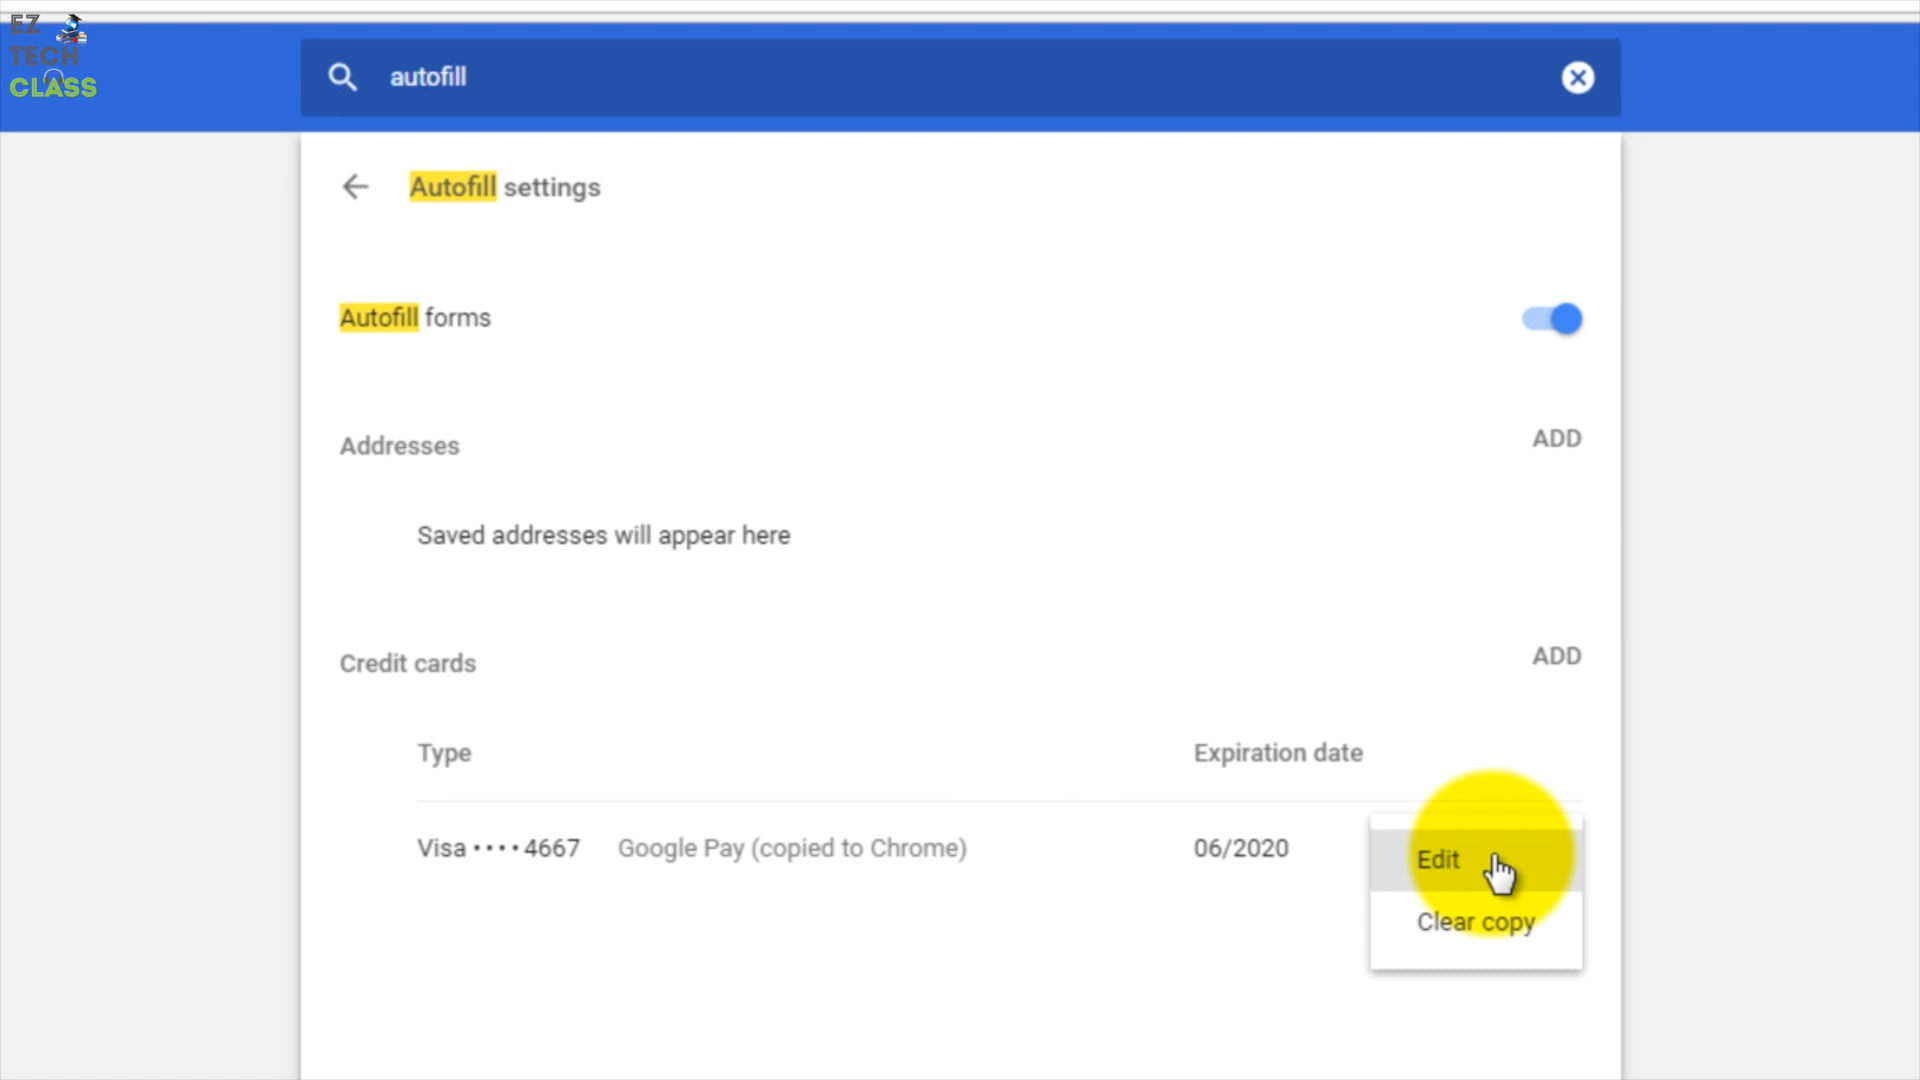 EZ
TECH
CLASS
autofill
Autofill settings
Autofill forms
Addresses
ADD
Saved addresses will appear here
Credit cards
ADD
Type
Expiration date
Visa •••• 4667
Google Pay (copied to Chrome)
06/2020
Edit
Clear copy